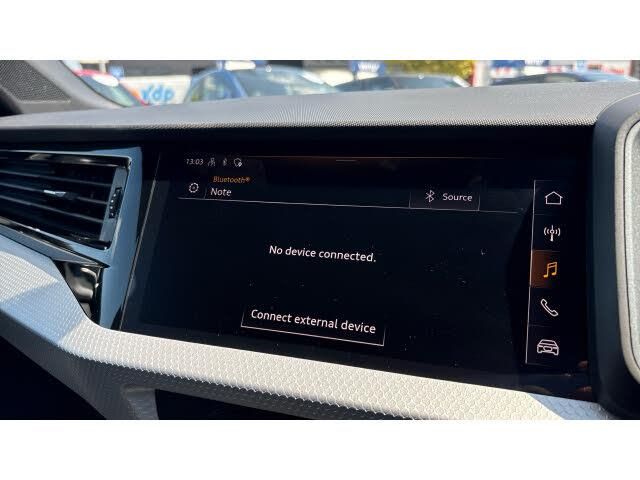 13:03
Bluetooth®
Note
Source
No device connected.
Connect external device